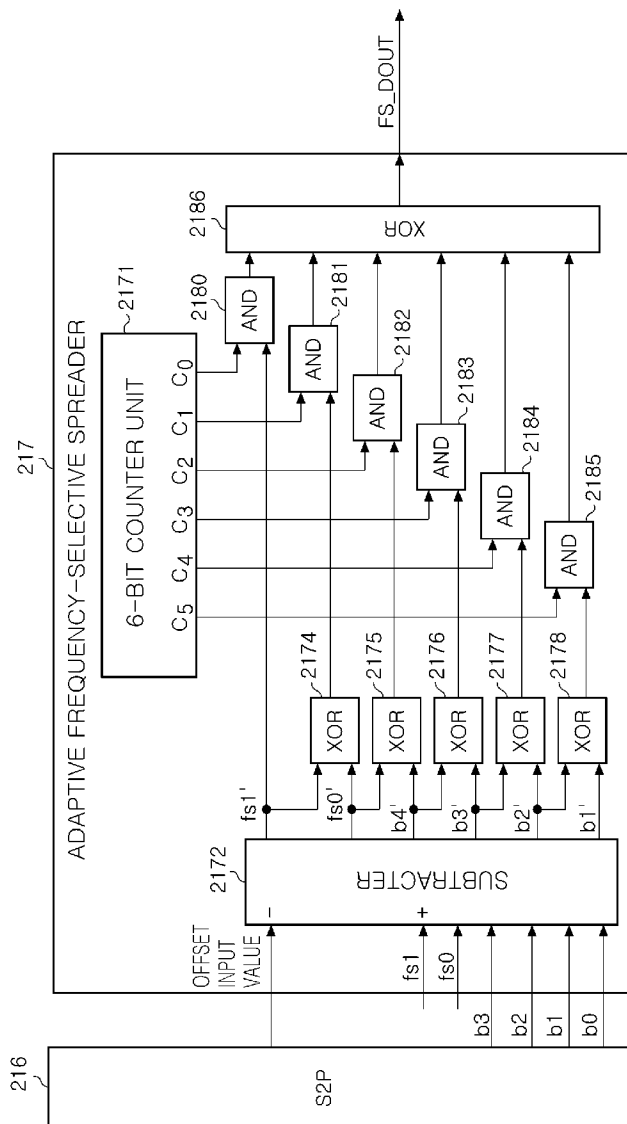 217
ADAPTIVE FREQUENCY-SELECTIVE SPREADER
2171
6-BIT COUNTER UNIT
C5 C4 C3 C2 C1 C0
216
S2P
OFFSET
INPUT
VALUE
fs1
fs0
b3
b2
b1
b0
2172
SUBTRACTER
-
+
fs1'
fs0'
b4'
b3'
b2'
b1'
2174
XOR
2175
XOR
2176
XOR
2177
XOR
2178
XOR
2180
AND
2181
AND
2182
AND
2183
AND
2184
AND
2185
AND
2186
XOR
FS_DOUT